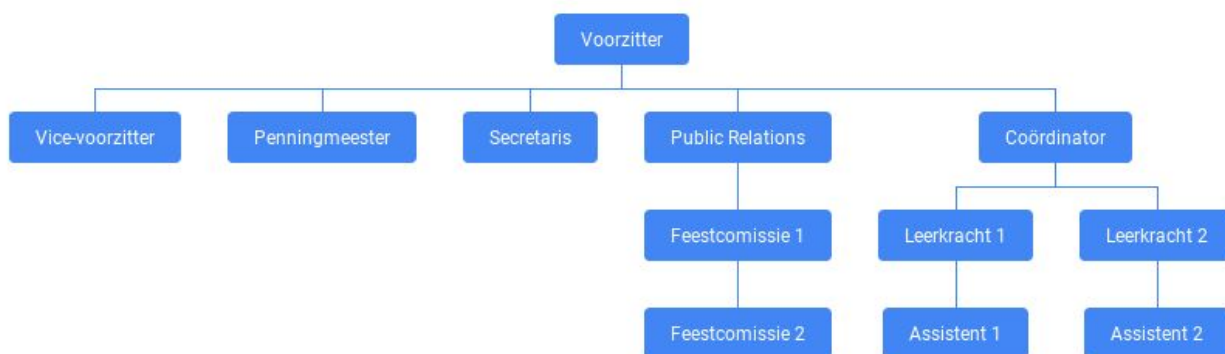 Voorzitter
Vice-voorzitter
Penningmeester
Secretaris
Public Relations
Coördinator
Feestcomissie 1
Leerkracht 1
Leerkracht 2
Feestcomissie 2
Assistent 1
Assistent 2